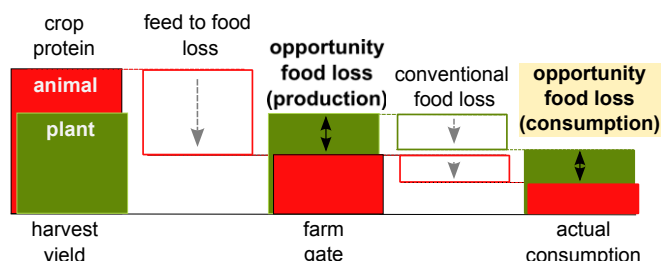 crop
protein
feed to food
loss
opportunity
food loss
(production)
conventional
food loss
opportunity
food loss
(consumption)
animal
plant
harvest
yield
farm
gate
actual
consumption